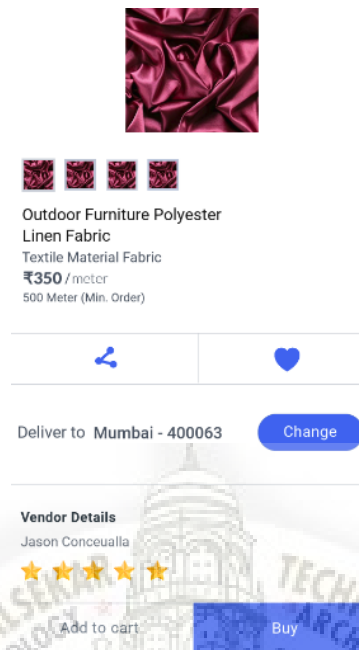 Outdoor Furniture Polyester
Linen Fabric
Textile Material Fabric
₹350 / meter
500 Meter (Min. Order)
Deliver to Mumbai - 400063
Change
Vendor Details
Jason Conceualla
TECH
Add to cart
Buy